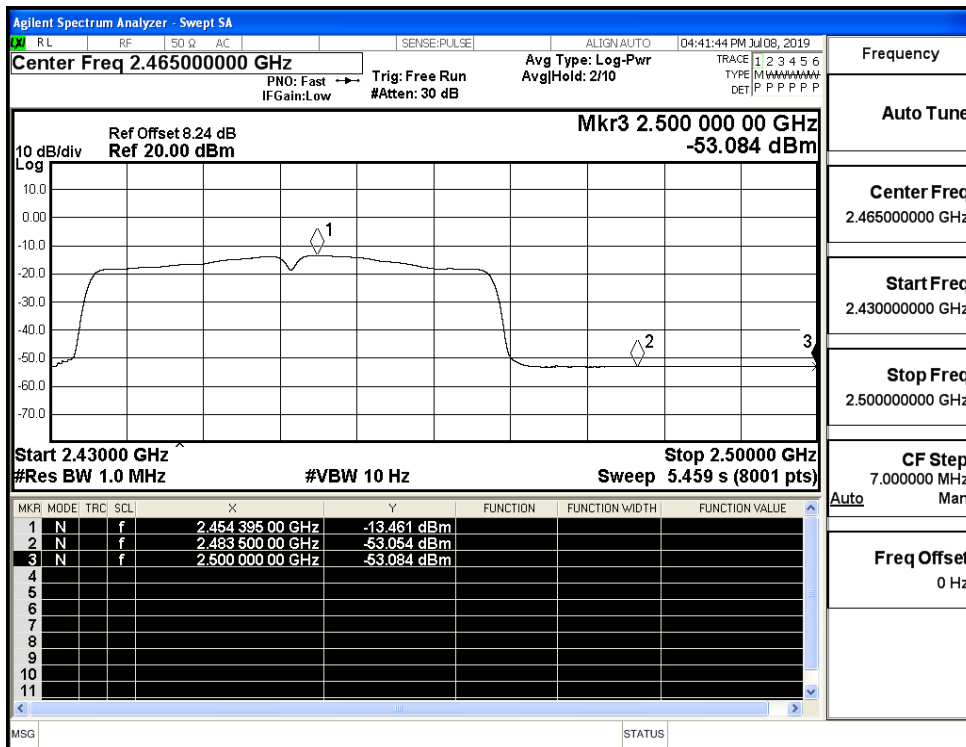 Agilent Spectrum Analyzer - Swept SA
LXI RL RF 50 Ω AC SENSE:PULSE ALIGN AUTO 04:41:44 PM Jul 08, 2019
Center Freq 2.465000000 GHz
PNO: Fast
IFGain:Low
Trig: Free Run
#Atten: 30 dB
Avg Type: Log-Pwr
Avg|Hold: 2/10
TRACE 1 2 3 4 5 6
TYPE M WWWWW
DET P P P P P P
Mkr3 2.500 000 00 GHz
-53.084 dBm
Ref Offset 8.24 dB
10 dB/div Ref 20.00 dBm
Log
10.0
0.00
-10.0
-20.0
-30.0
-40.0
-50.0
-60.0
-70.0
1
2
3
Start 2.43000 GHz Stop 2.50000 GHz
#Res BW 1.0 MHz #VBW 10 Hz Sweep 5.459 s (8001 pts)
MKR MODE TRC SCL X Y FUNCTION FUNCTION WIDTH FUNCTION VALUE
1 N f 2.454 395 00 GHz -13.461 dBm
2 N f 2.483 500 00 GHz -53.054 dBm
3 N f 2.500 000 00 GHz -53.084 dBm
4
5
6
7
8
9
10
11
MSG STATUS
Frequency
Auto Tune
Center Freq
2.465000000 GHz
Start Freq
2.430000000 GHz
Stop Freq
2.500000000 GHz
CF Step
7.000000 MHz
Auto Man
Freq Offset
0 Hz